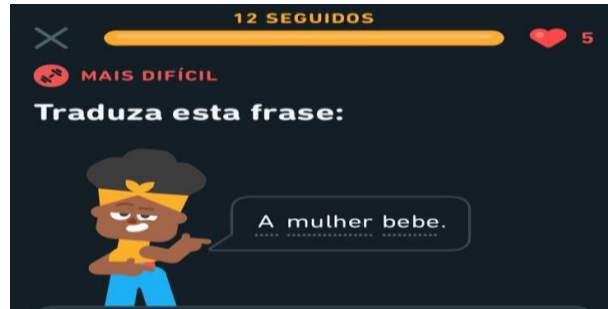 12 SEGUIDOS
5
MAIS DIFÍCIL
Traduza esta frase:
A mulher bebe.